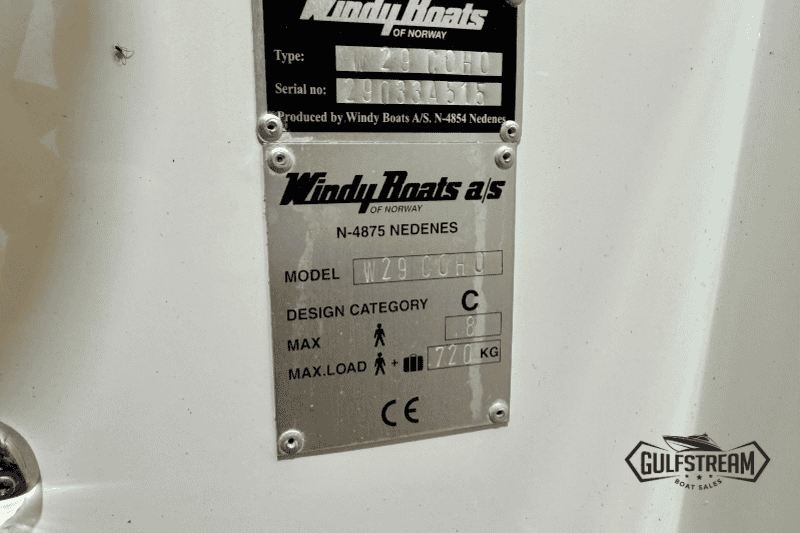 Windy Boats a/s
OF NORWAY
Type: W 29 COHO
Serial no: 290334515
Produced by Windy Boats A/S. N-4854 Nedenes
Windy Boats a/s
OF NORWAY
N-4875 NEDENES
MODEL W29 COHO
DESIGN CATEGORY C
MAX 8
MAX.LOAD + 720 KG
CE
GULFSTREAM
BOAT SALES